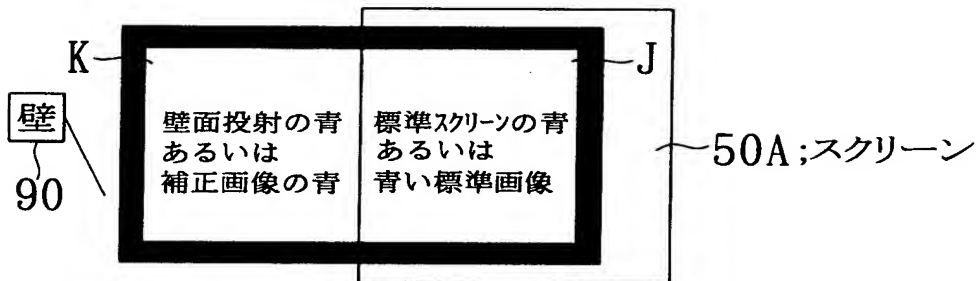 K
J
壁
90
壁面投射の青
あるいは
補正画像の青
標準スクリーンの青
あるいは
青い標準画像
50A;スクリーン